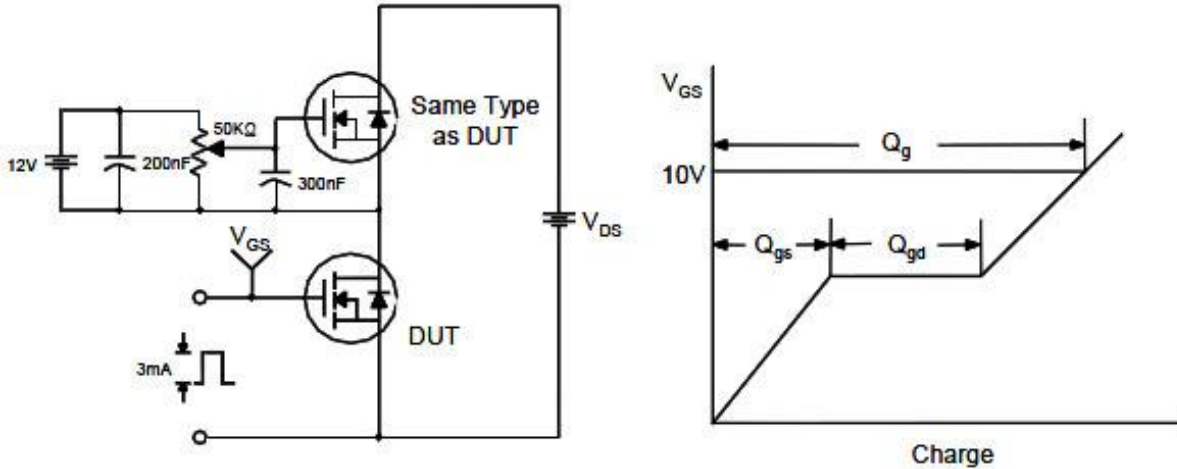 Same Type
as DUT
50KΩ
12V
200nF
300nF
V_GS
V_DS
DUT
3mA
V_GS
Q_g
10V
Q_gs
Q_gd
Charge